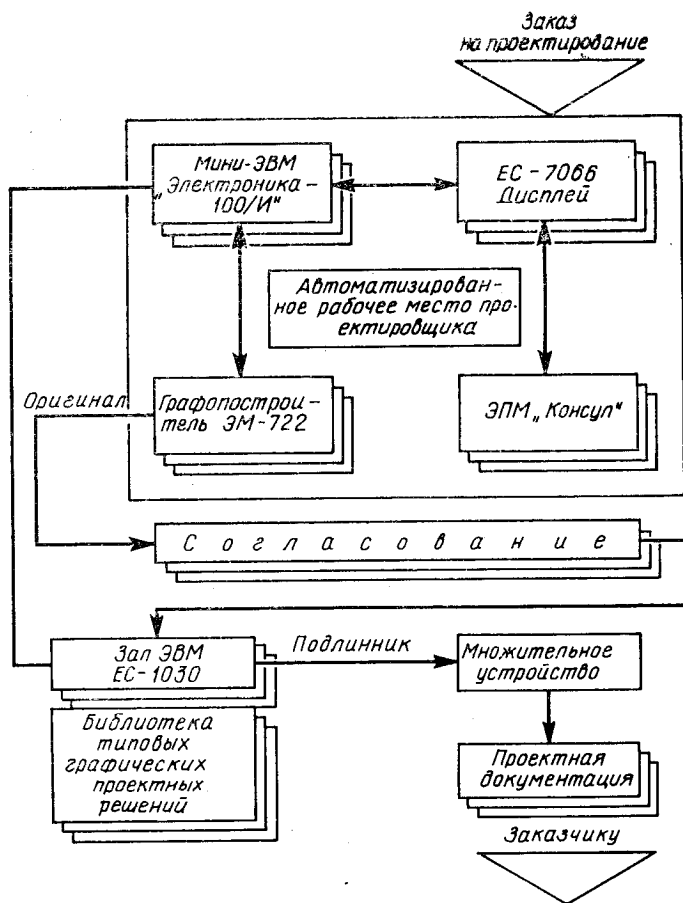 Заказ
на проектирование
Мини-ЭВМ
„Электроника-
100/И"
ЕС-7066
Дисплей
Автоматизирован-
ное рабочее место про-
ектировщика
Оригинал
Графопострои-
тель ЭМ-722
ЭПМ „Консул"
Согласование
Зал ЭВМ
ЕС-1030
Подлинник
Множительное
устройство
Библиотека
типовых
графических
проектных
решений
Проектная
документация
Заказчику